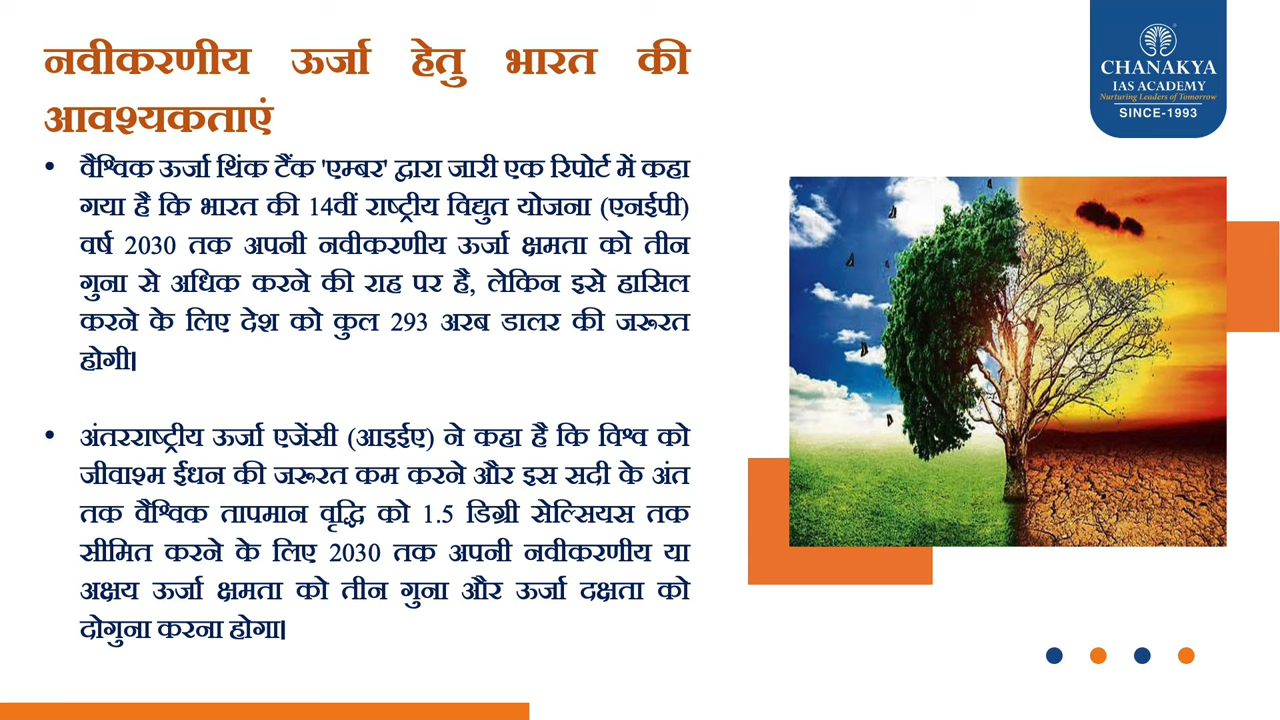 नवीकरणीय ऊर्जा हेतु भारत की
आवश्यकताएं
• वैश्विक ऊर्जा थिंक टैंक 'एम्बर' द्वारा जारी एक रिपोर्ट में कहा
गया है कि भारत की 14वीं राष्ट्रीय विद्युत योजना (एनईपी)
वर्ष 2030 तक अपनी नवीकरणीय ऊर्जा क्षमता को तीन
गुना से अधिक करने की राह पर है, लेकिन इसे हासिल
करने के लिए देश को कुल 293 अरब डालर की जरूरत
होगी।
• अंतरराष्ट्रीय ऊर्जा एजेंसी (आइईए) ने कहा है कि विश्व को
जीवाश्म ईधन की जरूरत कम करने और इस सदी के अंत
तक वैश्विक तापमान वृद्धि को 1.5 डिग्री सेल्सियस तक
सीमित करने के लिए 2030 तक अपनी नवीकरणीय या
अक्षय ऊर्जा क्षमता को तीन गुना और ऊर्जा दक्षता को
दोगुना करना होगा।
CHANAKYA
IAS ACADEMY
Nurturing Leaders of Tomorrow
SINCE-1993